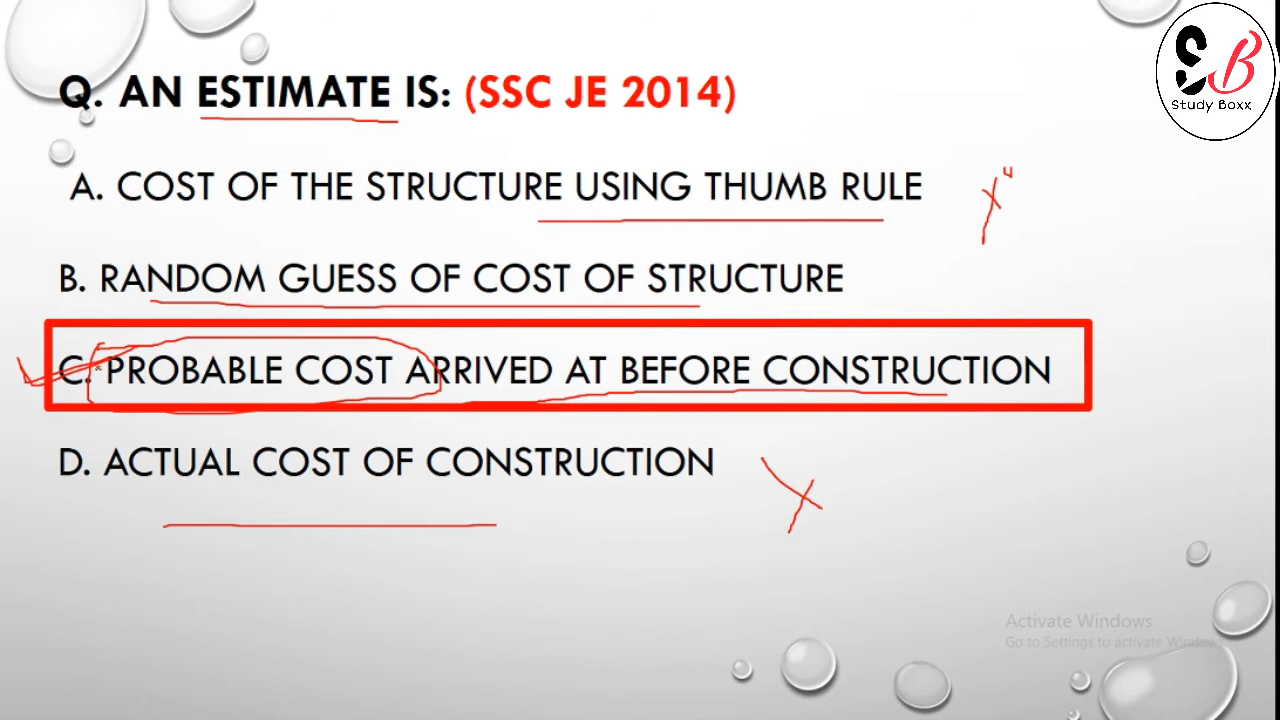 Q. AN ESTIMATE IS: (SSC JE 2014)
A. COST OF THE STRUCTURE USING THUMB RULE
B. RANDOM GUESS OF COST OF STRUCTURE
C. PROBABLE COST ARRIVED AT BEFORE CONSTRUCTION
D. ACTUAL COST OF CONSTRUCTION
SB
Study Boxx
Activate Windows
Go to Settings to activate Windows.